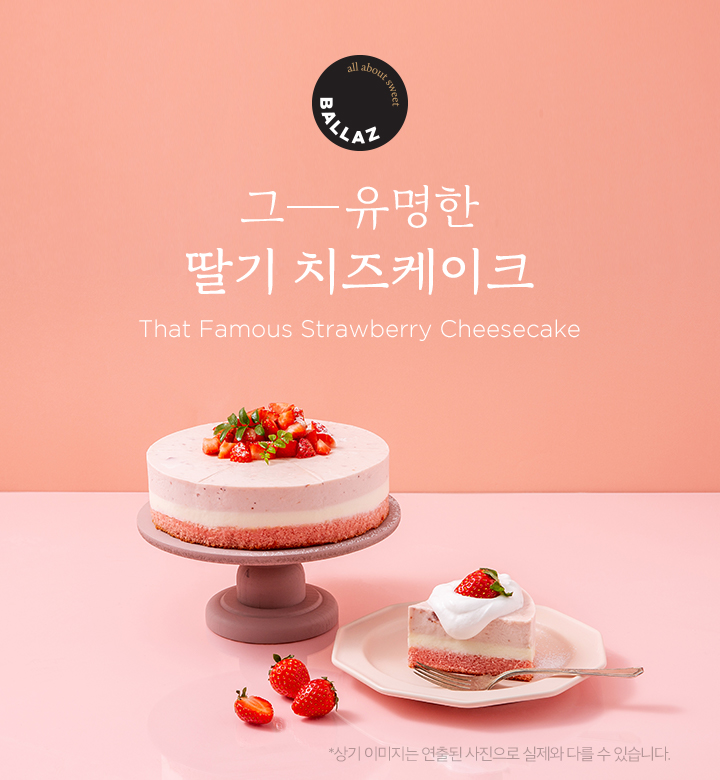 all about sweet
BALLAZ
그—유명한
딸기 치즈케이크
That Famous Strawberry Cheesecake
*상기 이미지는 연출된 사진으로 실제와 다를 수 있습니다.